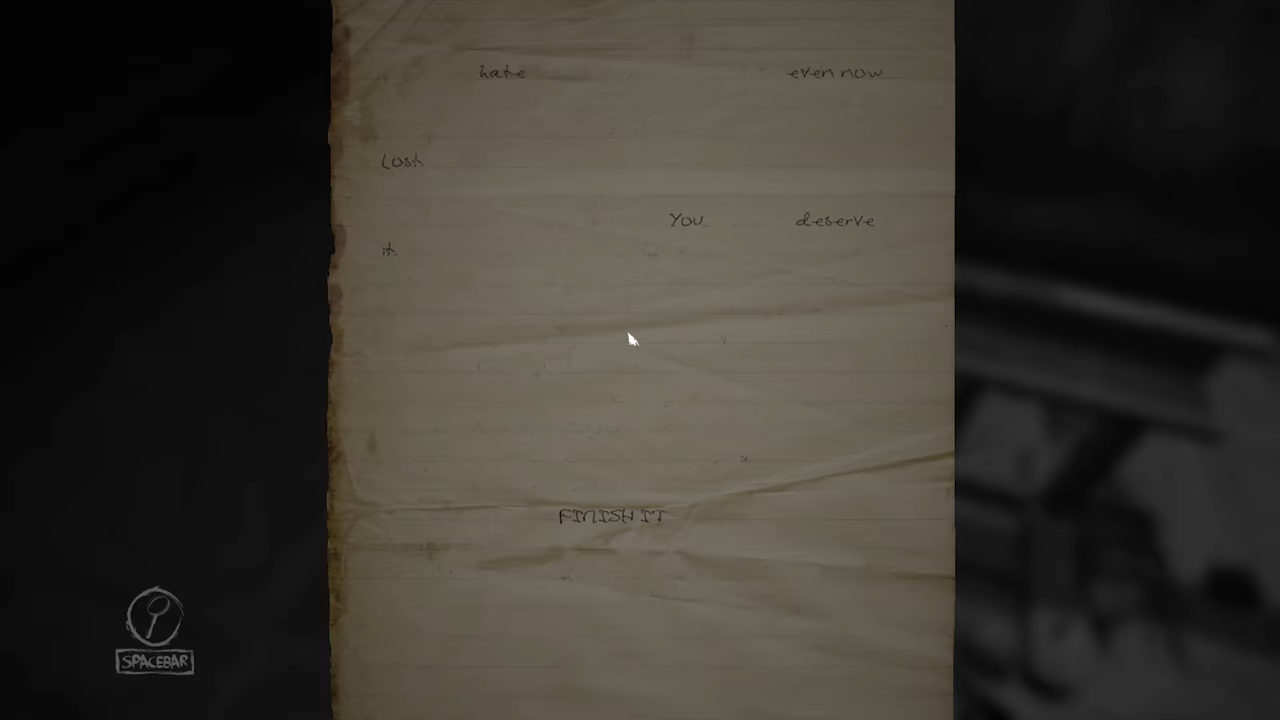 hate even now
Lost.
You deserve
it.
FINISH IT
SPACEBAR